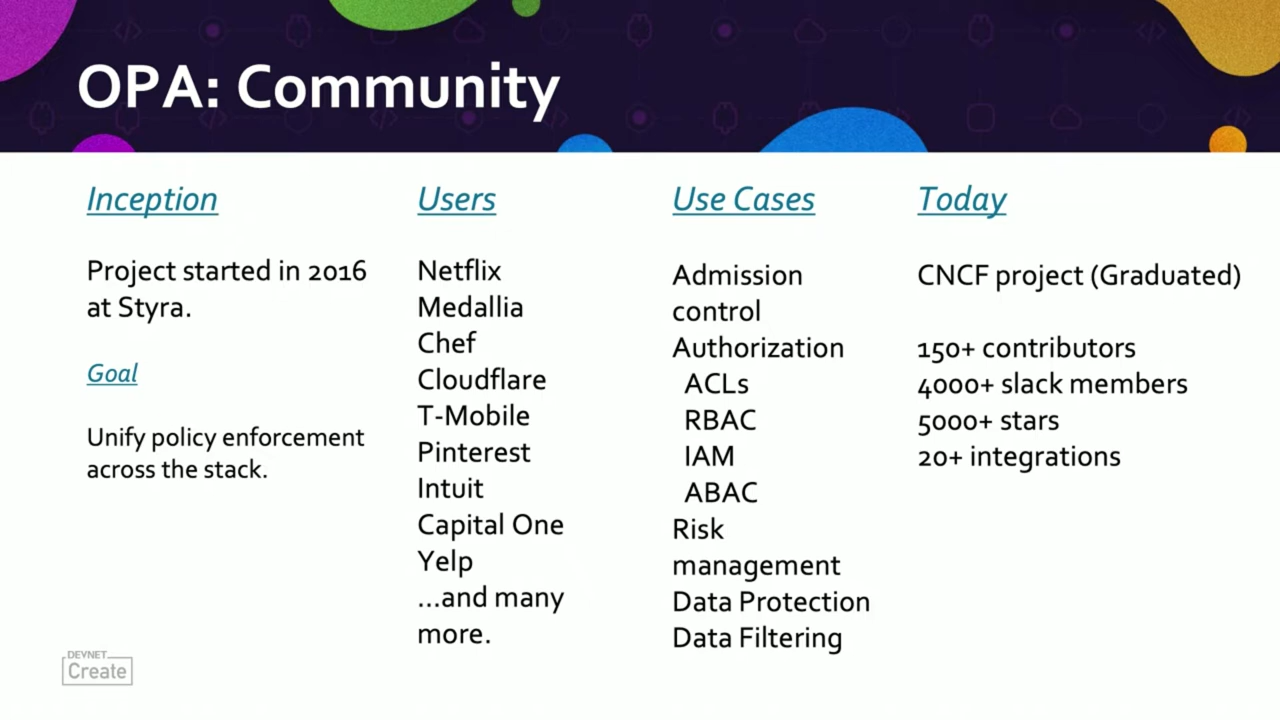 OPA: Community
Inception
Project started in 2016
at Styra.
Goal
Unify policy enforcement
across the stack.
Users
Netflix
Medallia
Chef
Cloudflare
T-Mobile
Pinterest
Intuit
Capital One
Yelp
...and many
more.
Use Cases
Admission
control
Authorization
ACLs
RBAC
IAM
ABAC
Risk
management
Data Protection
Data Filtering
Today
CNCF project (Graduated)
150+ contributors
4000+ slack members
5000+ stars
20+ integrations
DEVNET
Create